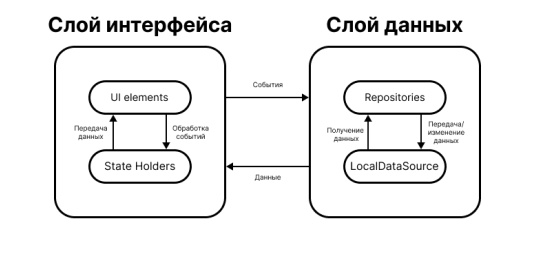 Слой интерфейса
Слой данных
UI elements
Передача
данных
Обработка
событий
State Holders
События
Данные
Repositories
Получение
данных
Передача/
изменение
данных
LocalDataSource